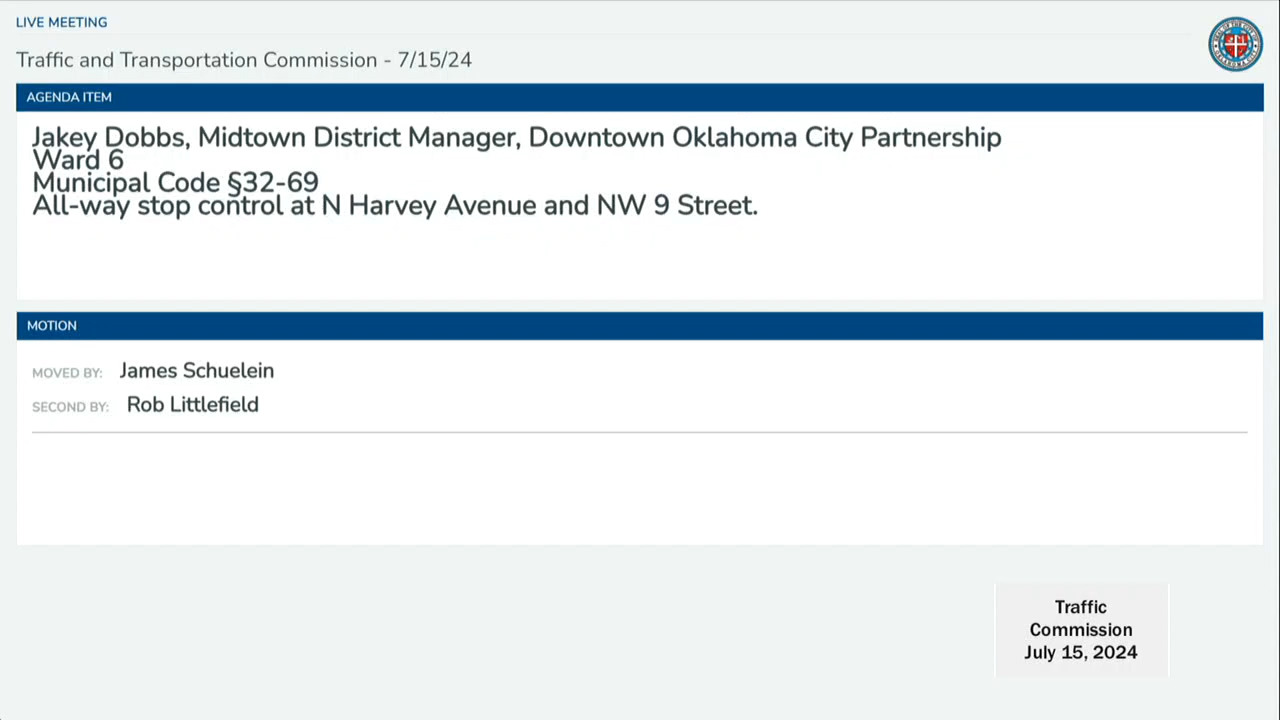 LIVE MEETING
Traffic and Transportation Commission - 7/15/24
AGENDA ITEM
Jakey Dobbs, Midtown District Manager, Downtown Oklahoma City Partnership
Ward 6
Municipal Code §32-69
All-way stop control at N Harvey Avenue and NW 9 Street.
MOTION
MOVED BY: James Schuelein
SECOND BY: Rob Littlefield
Traffic
Commission
July 15, 2024